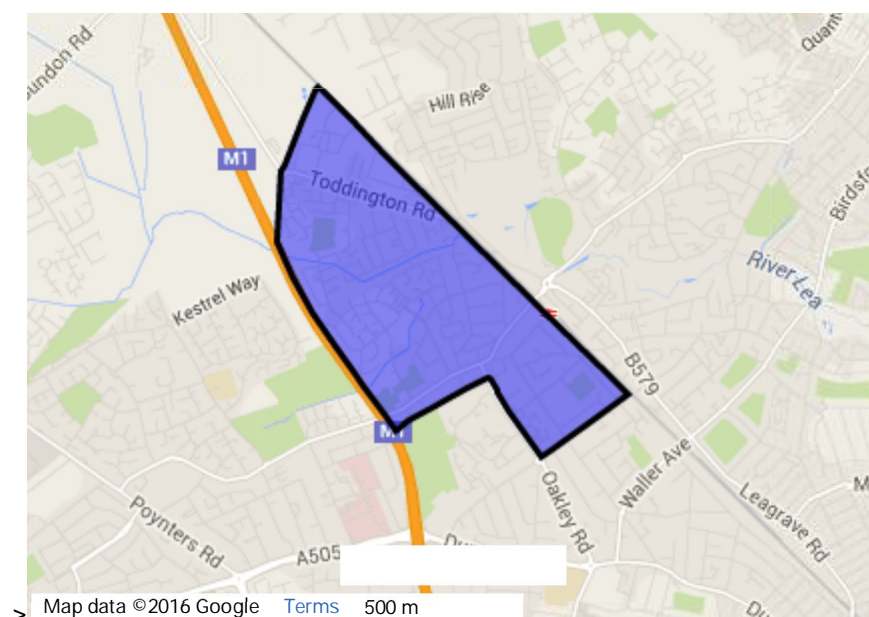 Hill Rise
M1
Toddington Rd
River Lea
Kestrel Way
B579
M1
Waller Ave
Oakley Rd
Leagrave Rd
Poynters Rd
A505
> Map data ©2016 Google Terms 500 m